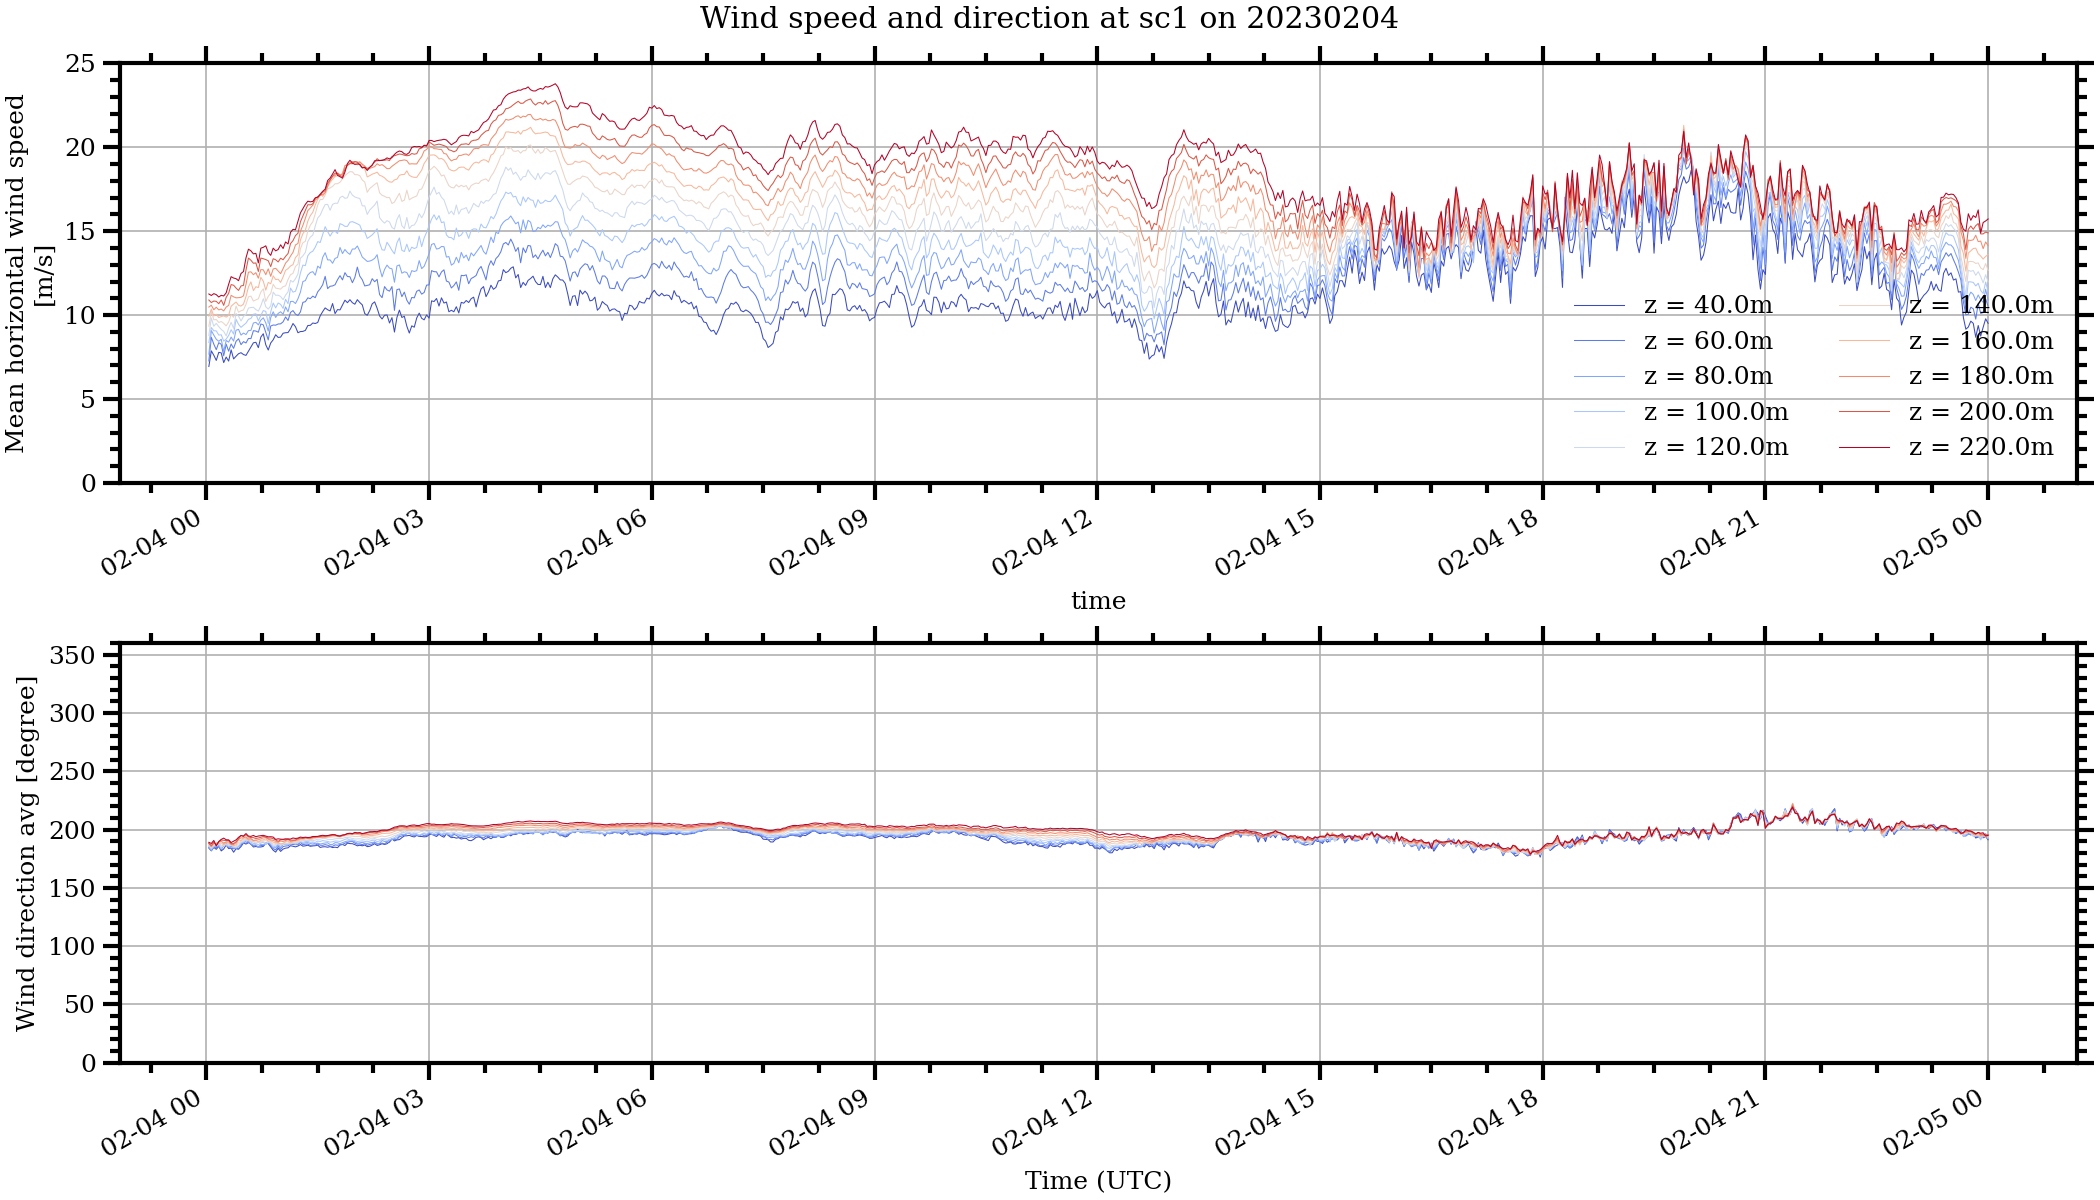 Wind speed and direction at sc1 on 20230204
Mean horizontal wind speed
[m/s]
25
20
15
10
5
0
z = 40.0m
z = 60.0m
z = 80.0m
z = 100.0m
z = 120.0m
z = 140.0m
z = 160.0m
z = 180.0m
z = 200.0m
z = 220.0m
02-04 00
02-04 03
02-04 06
02-04 09
02-04 12
02-04 15
02-04 18
02-04 21
02-05 00
time
Wind direction avg [degree]
350
300
250
200
150
100
50
0
02-04 00
02-04 03
02-04 06
02-04 09
02-04 12
02-04 15
02-04 18
02-04 21
02-05 00
Time (UTC)